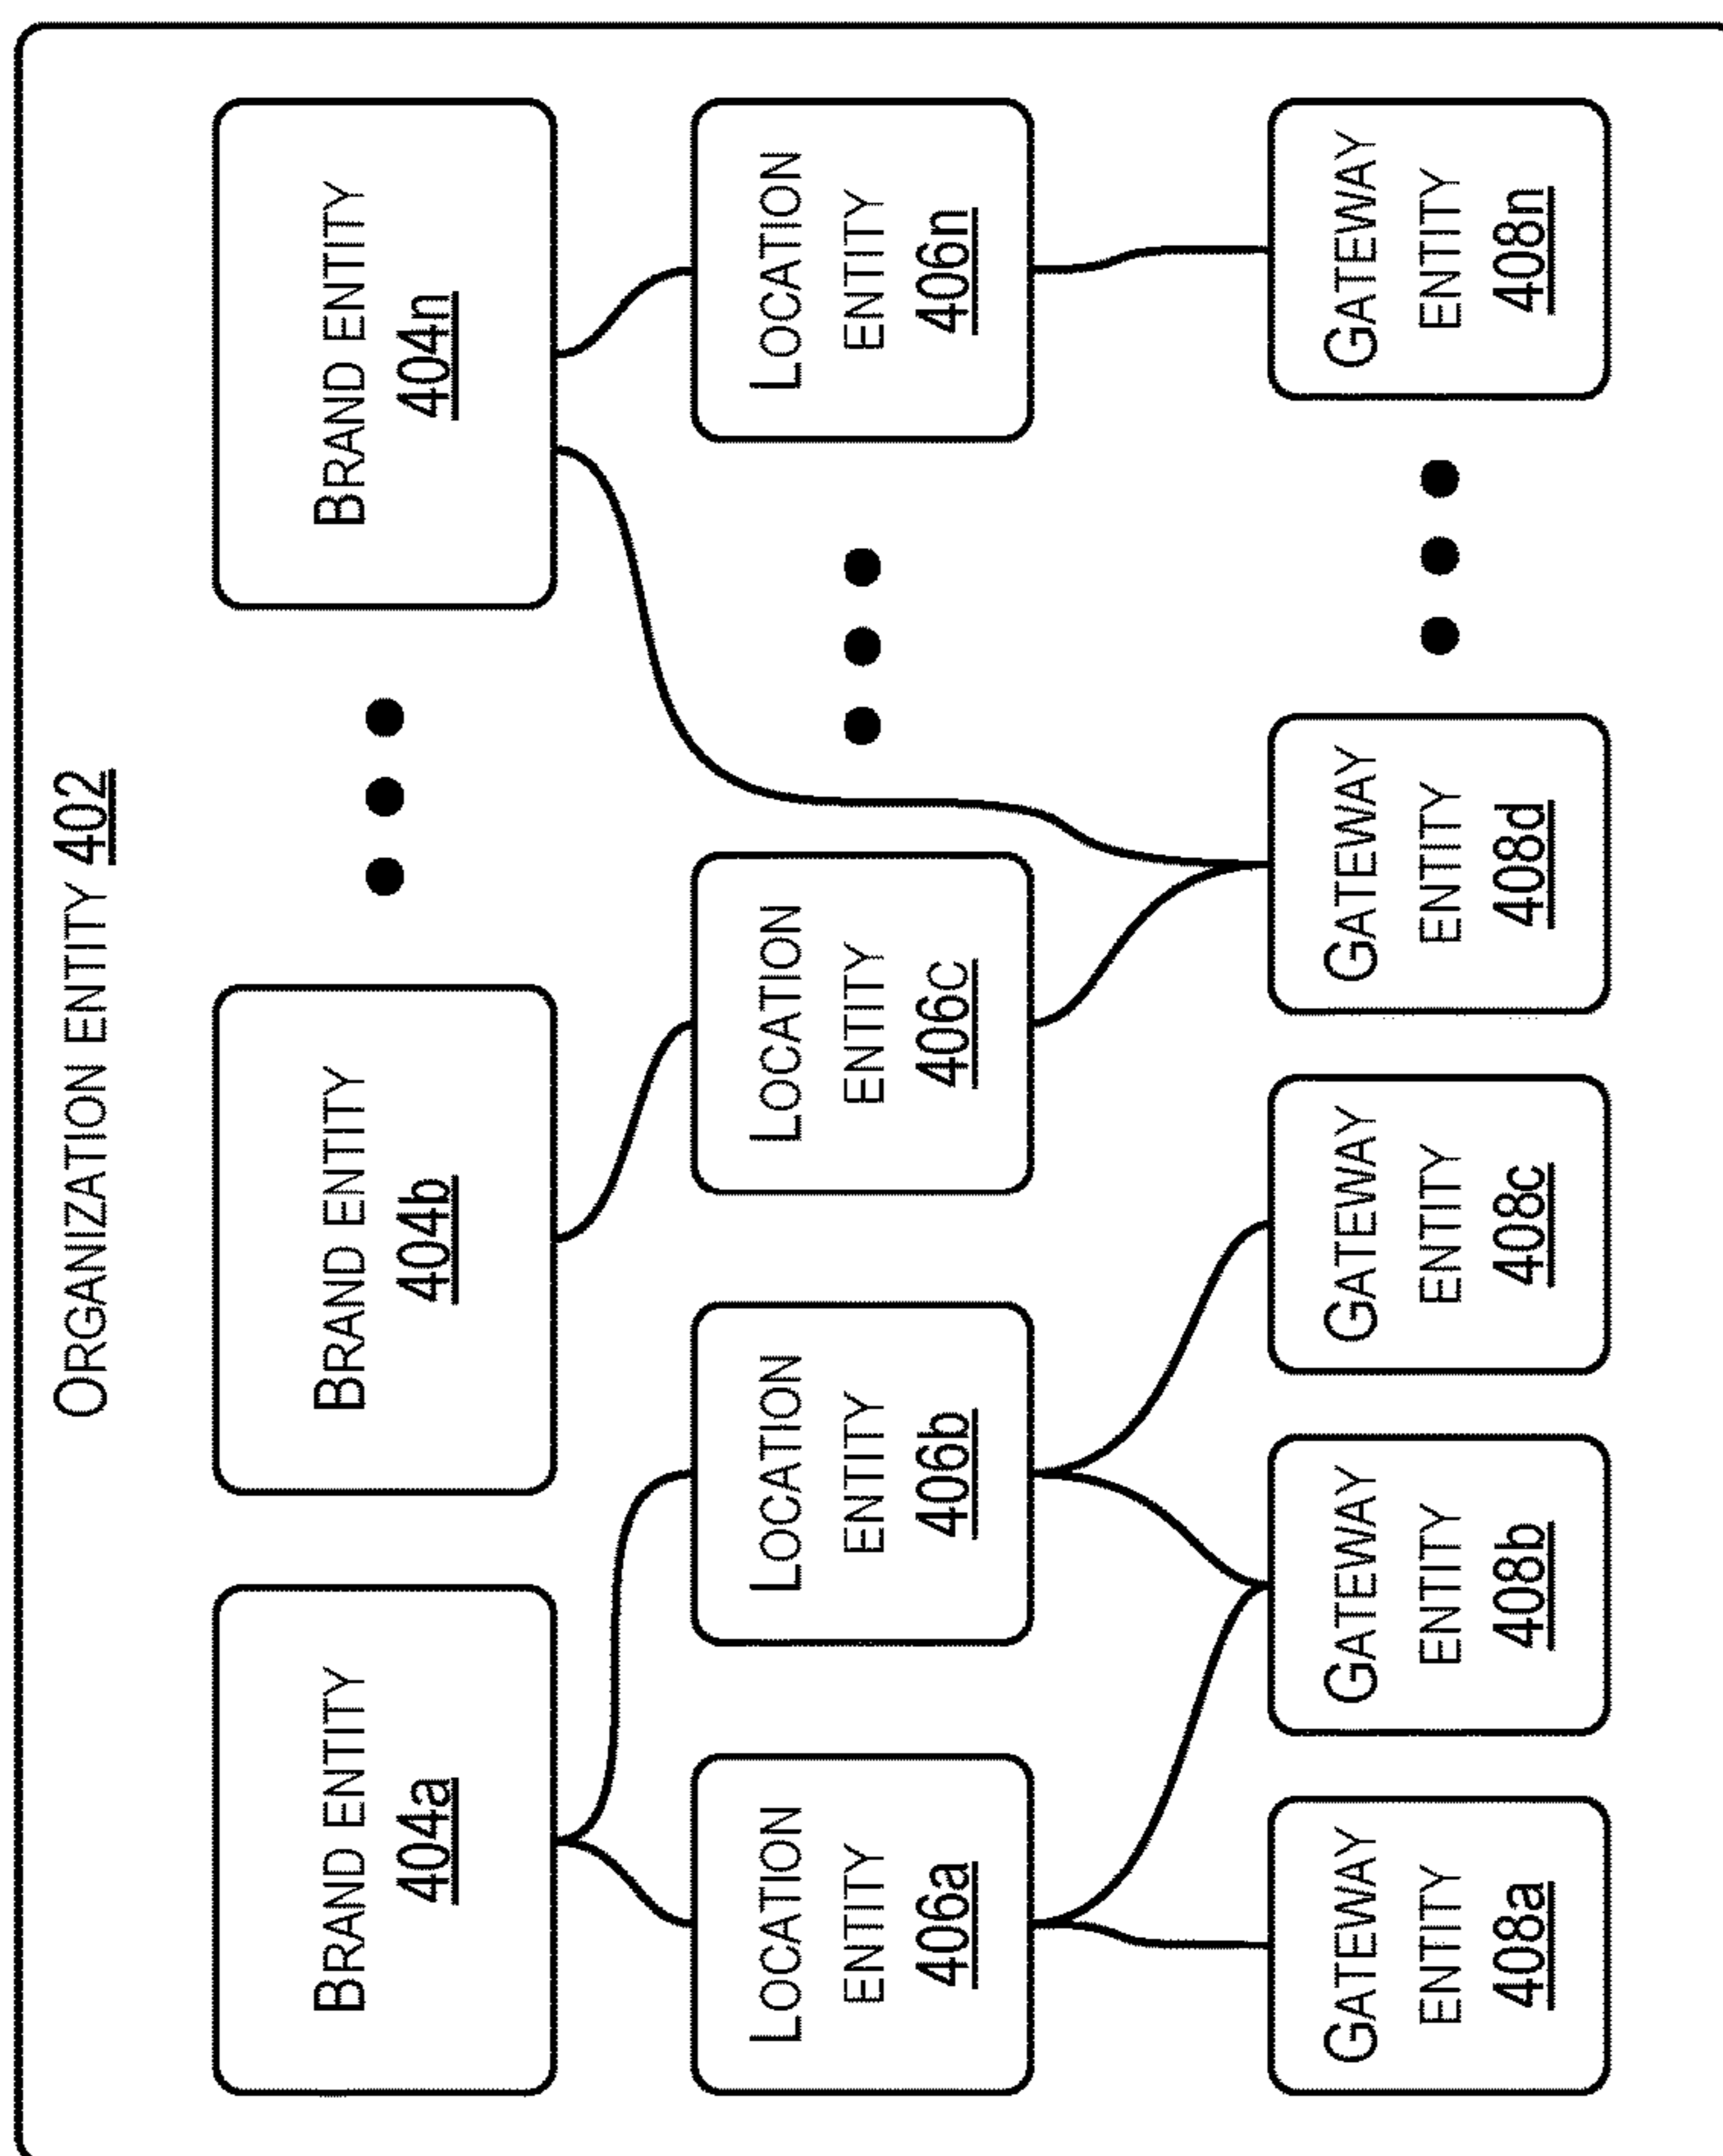 ORGANIZATION ENTITY 402
BRAND ENTITY
404a
BRAND ENTITY
404b
BRAND ENTITY
404n
LOCATION
ENTITY
406a
LOCATION
ENTITY
406b
LOCATION
ENTITY
406c
LOCATION
ENTITY
406n
GATEWAY
ENTITY
408a
GATEWAY
ENTITY
408b
GATEWAY
ENTITY
408c
GATEWAY
ENTITY
408d
GATEWAY
ENTITY
408n